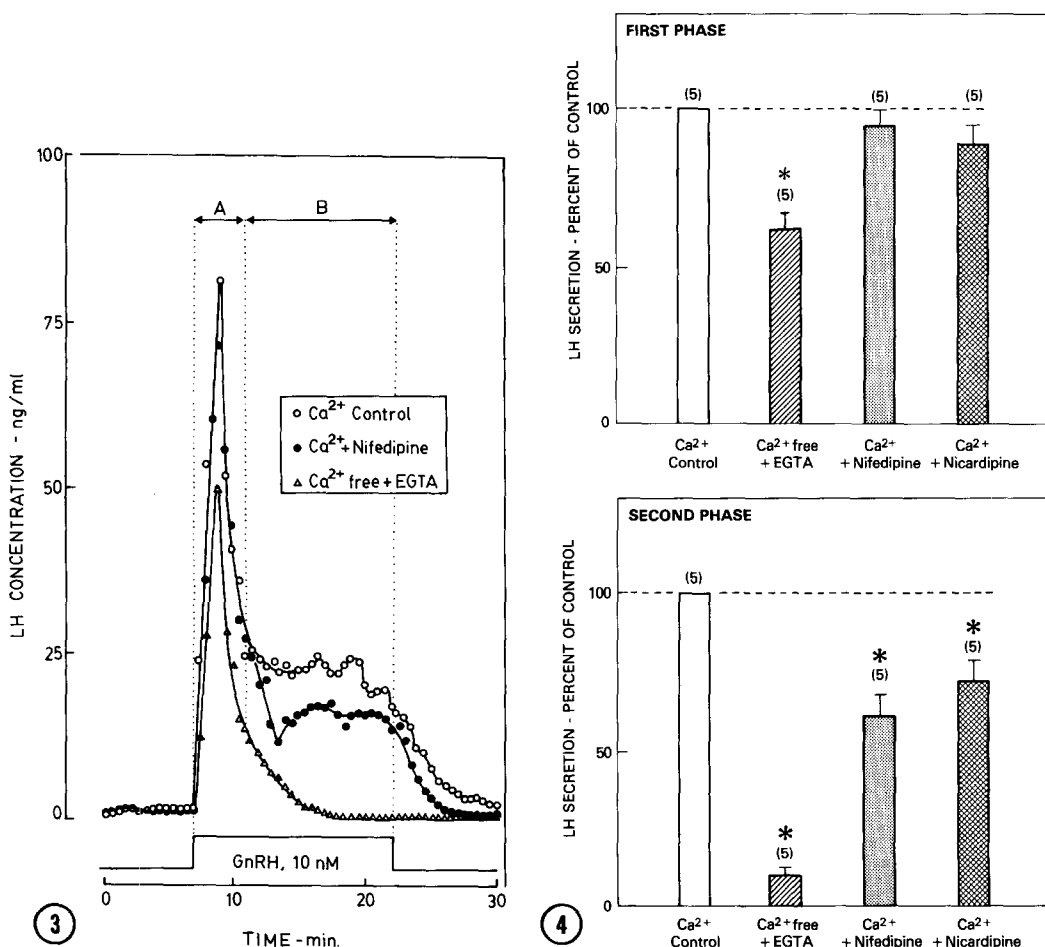 100
75
50
25
0
LH CONCENTRATION - ng/ml
A
B
Ca²⁺ Control
Ca²⁺+Nifedipine
Ca²⁺ free+EGTA
GnRH, 10 nM
0
10
20
30
TIME-min.
3
FIRST PHASE
LH SECRETION - PERCENT OF CONTROL
100
50
0
(5)
*
(5)
(5)
(5)
Ca²⁺
Control
Ca²⁺free
+EGTA
Ca²⁺
+Nifedipine
Ca²⁺
+Nicardipine
SECOND PHASE
LH SECRETION - PERCENT OF CONTROL
100
50
0
(5)
*
(5)
*
(5)
*
(5)
Ca²⁺
Control
Ca²⁺free
+EGTA
Ca²⁺
+Nifedipine
Ca²⁺
+Nicardipine
4